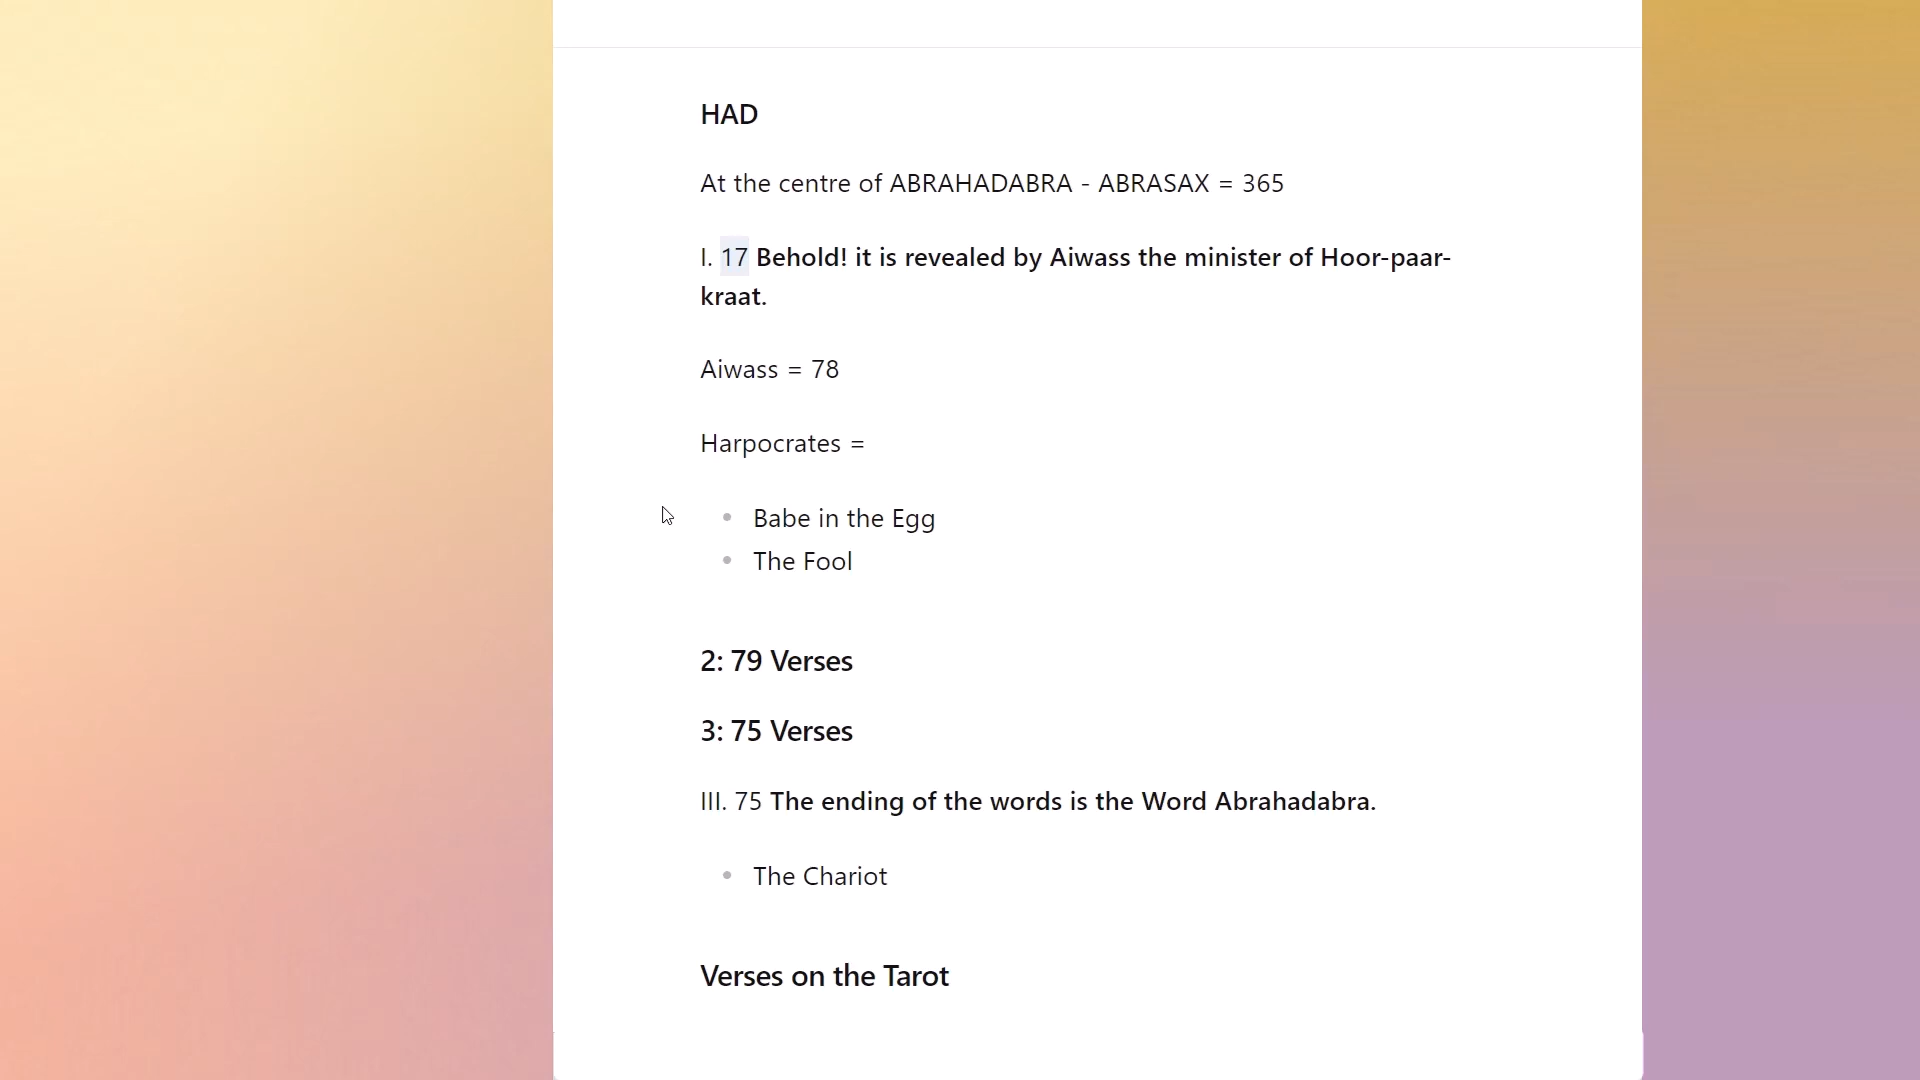 HAD
At the centre of ABRAHADABRA - ABRASAX = 365
I. 17 Behold! it is revealed by Aiwass the minister of Hoor-paar-
kraat.
Aiwass = 78
Harpocrates =
• Babe in the Egg
• The Fool
2: 79 Verses
3: 75 Verses
III. 75 The ending of the words is the Word Abrahadabra.
• The Chariot
Verses on the Tarot